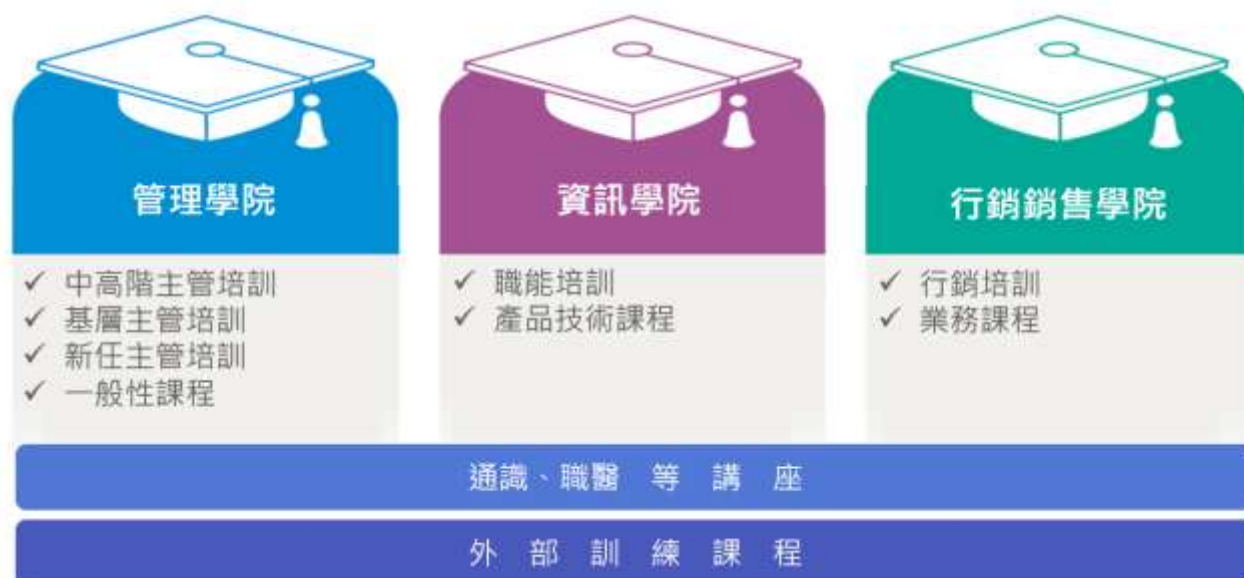 管理學院
✓ 中高階主管培訓
✓ 基層主管培訓
✓ 新任主管培訓
✓ 一般性課程
資訊學院
✓ 職能培訓
✓ 產品技術課程
行銷銷售學院
✓ 行銷培訓
✓ 業務課程
通識、職醫 等 講 座
外 部 訓 練 課 程